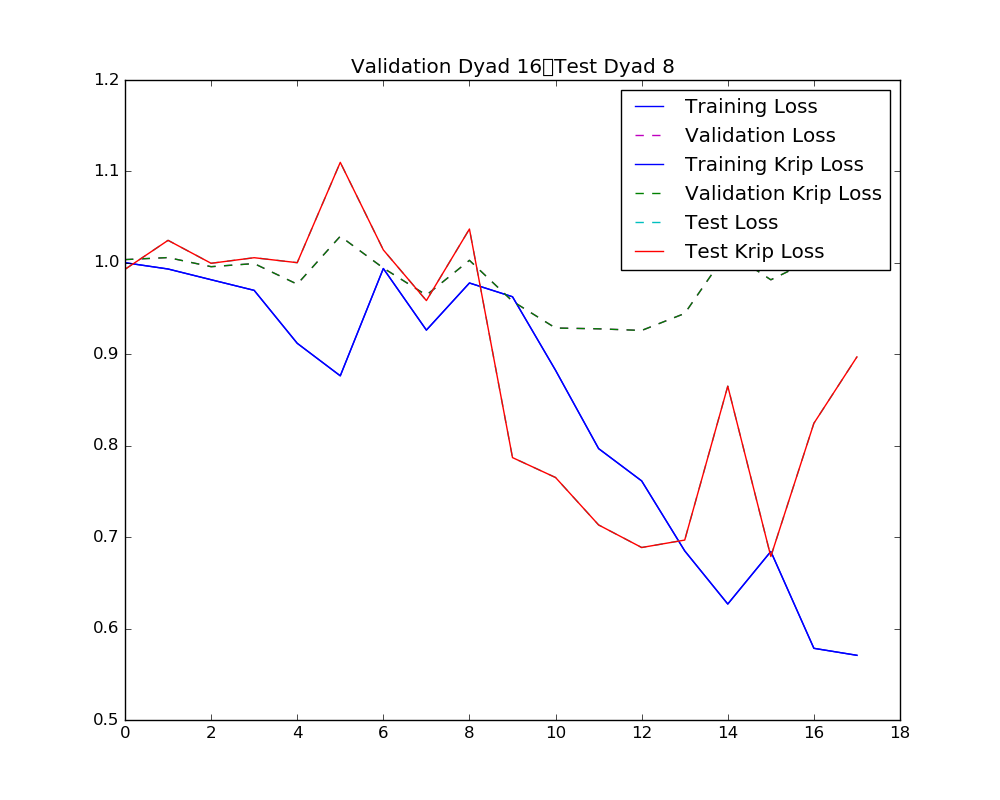 Validation Dyad 16▯Test Dyad 8
1.2
1.1
1.0
0.9
0.8
0.7
0.6
0.5
Training Loss
Validation Loss
Training Krip Loss
Validation Krip Loss
Test Loss
Test Krip Loss
0 2 4 6 8 10 12 14 16 18